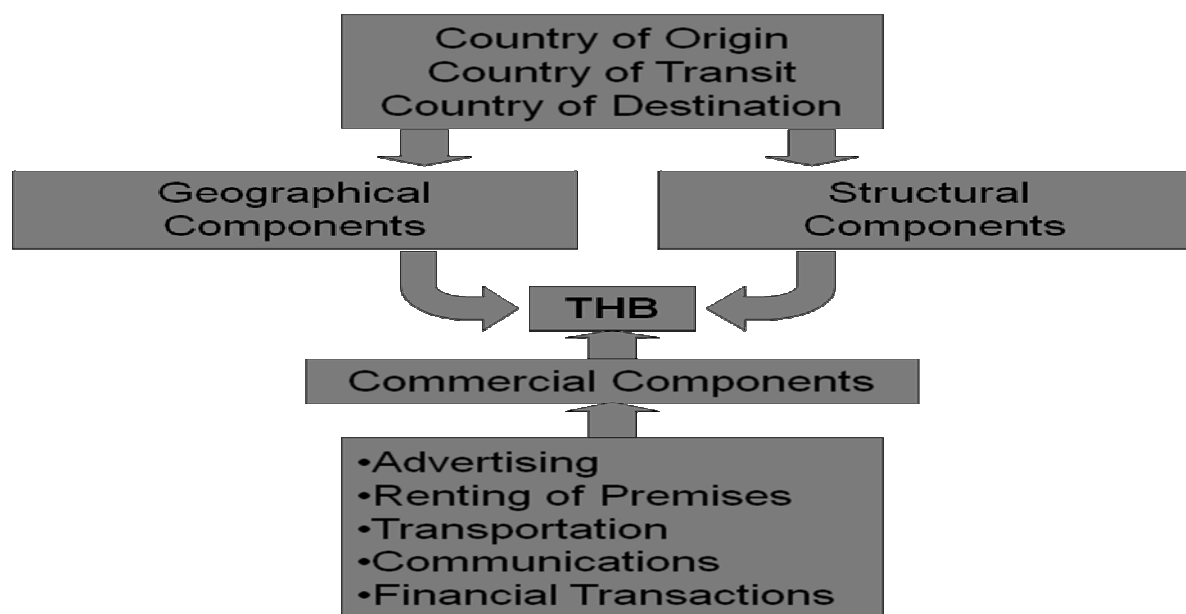 Country of Origin
Country of Transit
Country of Destination
Geographical
Components
Structural
Components
THB
Commercial Components
•Advertising
•Renting of Premises
•Transportation
•Communications
•Financial Transactions